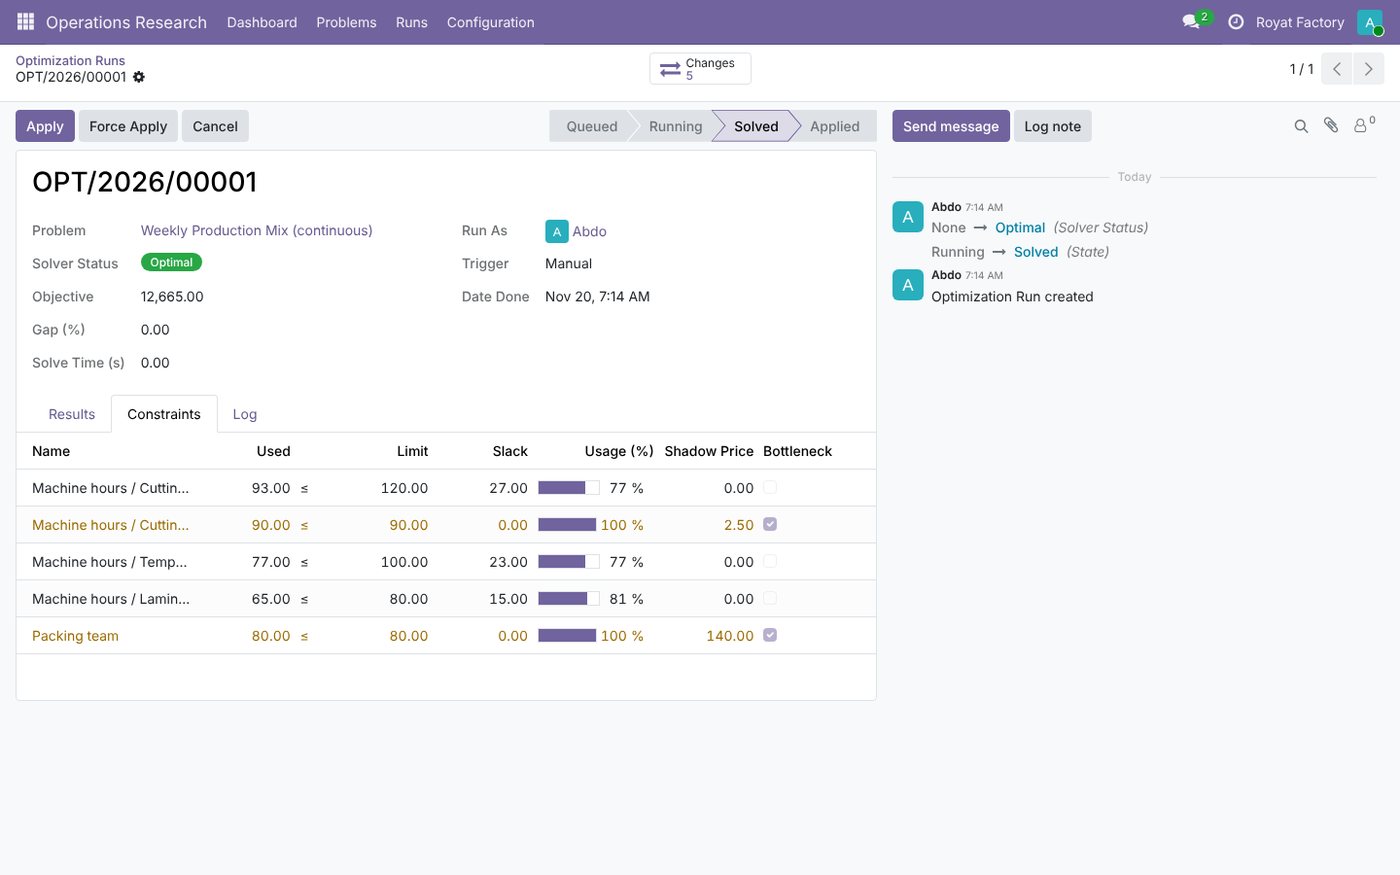 Operations Research Dashboard Problems Runs Configuration 2 Royat Factory A
Optimization Runs
OPT/2026/00001
Changes
5
1 / 1
Apply Force Apply Cancel Queued Running Solved Applied Send message Log note 0
OPT/2026/00001
Problem Weekly Production Mix (continuous)
Solver Status Optimal
Objective 12,665.00
Gap (%) 0.00
Solve Time (s) 0.00
Run As A Abdo
Trigger Manual
Date Done Nov 20, 7:14 AM
Results Constraints Log
Name Used Limit Slack Usage (%) Shadow Price Bottleneck
Machine hours / Cuttin... 93.00 ≤ 120.00 27.00 77 % 0.00
Machine hours / Cuttin... 90.00 ≤ 90.00 0.00 100 % 2.50
Machine hours / Temp... 77.00 ≤ 100.00 23.00 77 % 0.00
Machine hours / Lamin... 65.00 ≤ 80.00 15.00 81 % 0.00
Packing team 80.00 ≤ 80.00 0.00 100 % 140.00
Today
A Abdo 7:14 AM
None → Optimal (Solver Status)
Running → Solved (State)
A Abdo 7:14 AM
Optimization Run created